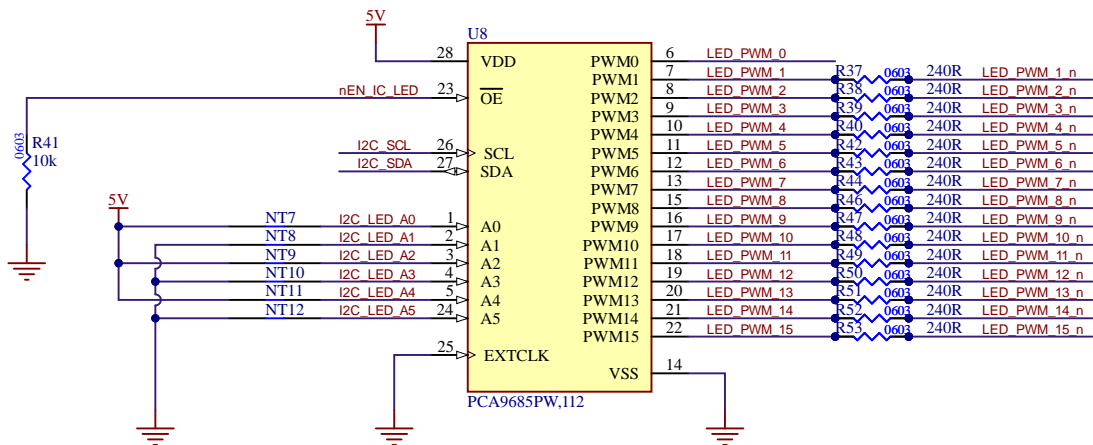 5V
U8
28 VDD PWM0 6 LED_PWM_0
PWM1 7 LED_PWM_1 R37 0603 240R LED_PWM_1_n
nEN_IC_LED 23 OE PWM2 8 LED_PWM_2 R38 240R LED_PWM_2_n
PWM3 9 LED_PWM_3 R39 0603 240R LED_PWM_3_n
PWM4 10 LED_PWM_4 R40 0603 240R LED_PWM_4_n
0603 R41 10k
I2C_SCL 26 SCL PWM5 11 LED_PWM_5 R42 0603 240R LED_PWM_5_n
I2C_SDA 27 SDA PWM6 12 LED_PWM_6 R43 0603 240R LED_PWM_6_n
PWM7 13 LED_PWM_7 R44 0603 240R LED_PWM_7_n
5V
PWM8 15 LED_PWM_8 R46 0603 240R LED_PWM_8_n
NT7 I2C_LED_A0 1 A0 PWM9 16 LED_PWM_9 R47 0603 240R LED_PWM_9_n
NT8 I2C_LED_A1 2 A1 PWM10 17 LED_PWM_10 R48 0603 240R LED_PWM_10_n
NT9 I2C_LED_A2 3 A2 PWM11 18 LED_PWM_11 R49 0603 240R LED_PWM_11_n
NT10 I2C_LED_A3 4 A3 PWM12 19 LED_PWM_12 R50 0603 240R LED_PWM_12_n
NT11 I2C_LED_A4 5 A4 PWM13 20 LED_PWM_13 R51 0603 240R LED_PWM_13_n
NT12 I2C_LED_A5 24 A5 PWM14 21 LED_PWM_14 R52 0603 240R LED_PWM_14_n
PWM15 22 LED_PWM_15 R53 0603 240R LED_PWM_15_n
25 EXTCLK
VSS 14
PCA9685PW,112